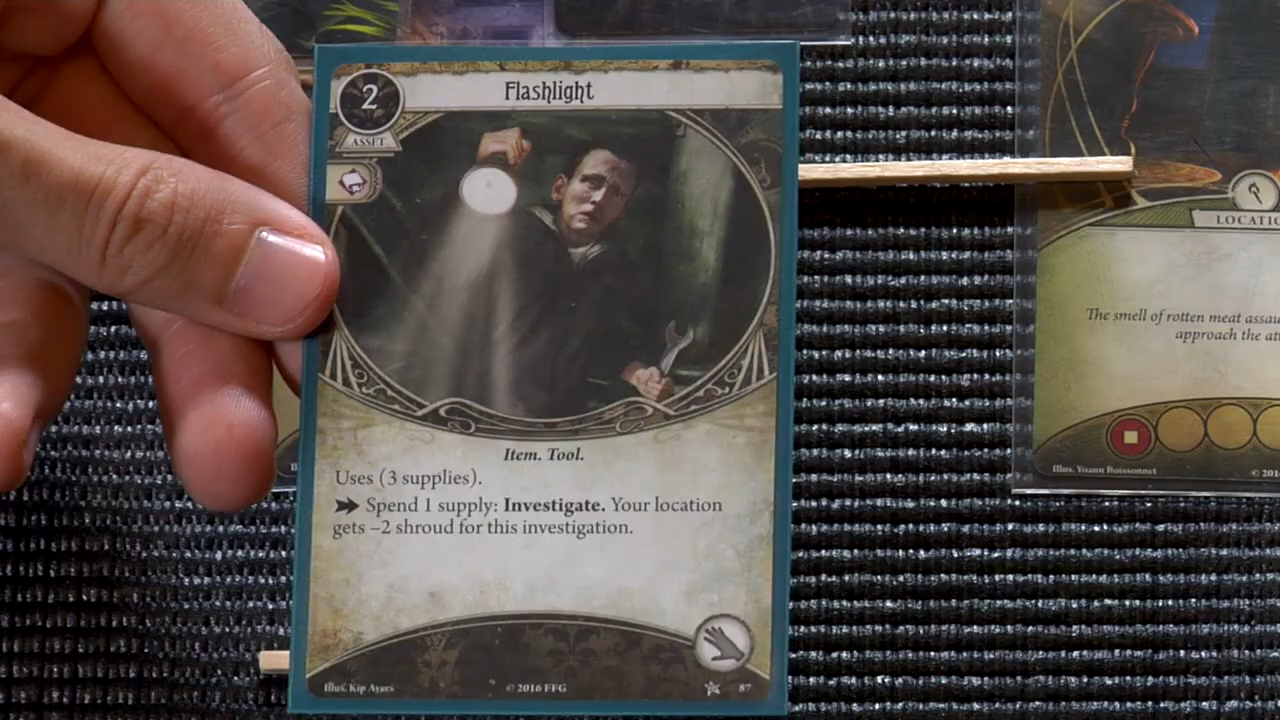 2
Flashlight
ASSET
Item. Tool.
Uses (3 supplies).
Spend 1 supply: Investigate. Your location
gets –2 shroud for this investigation.
Illus. Kip Ayers
© 2016 FFG
87
LOCATIO
The smell of rotten meat assau
approach the at
Illus. Yoann Boissonnet
© 201